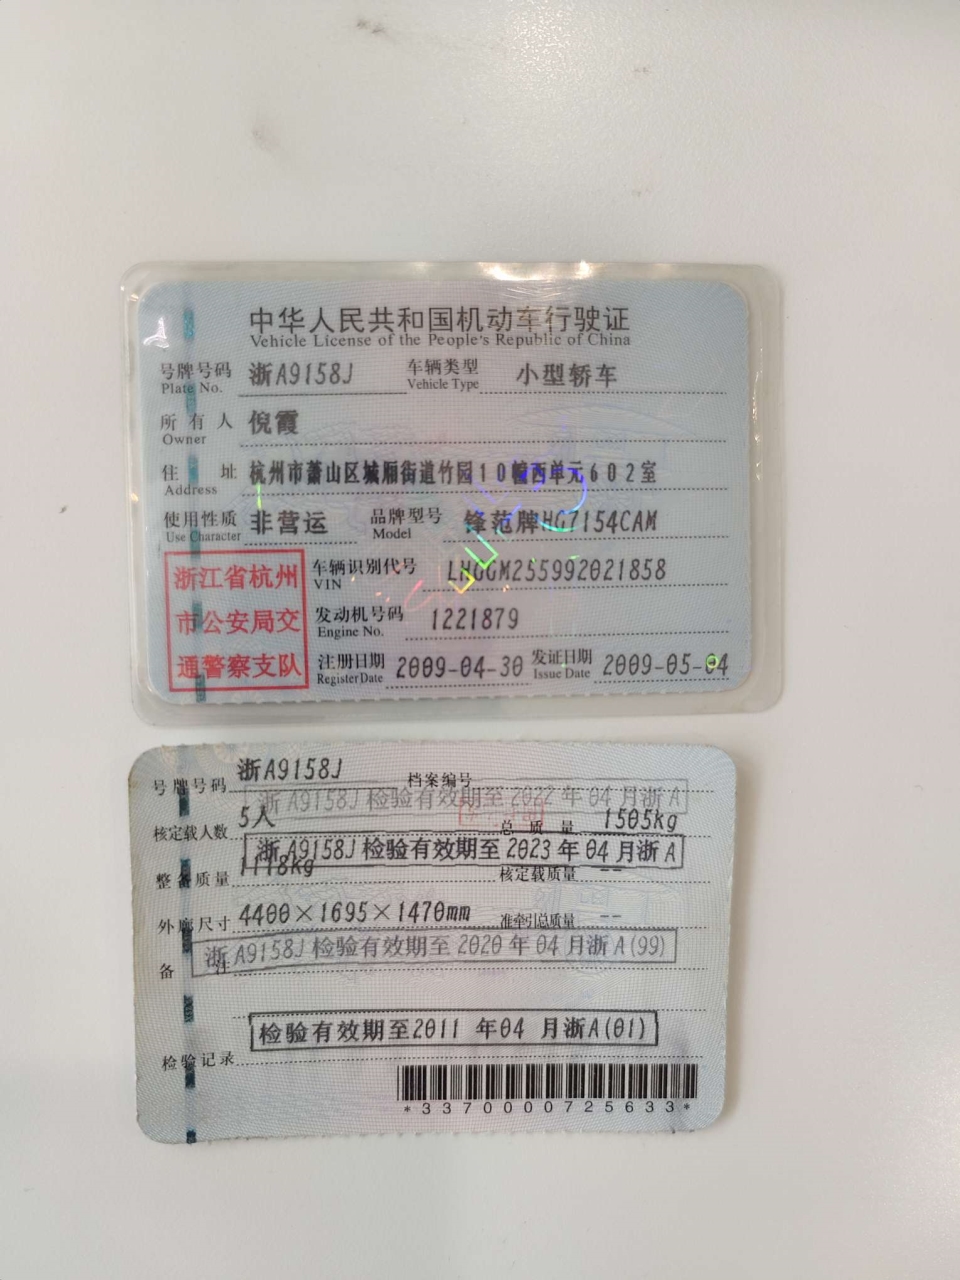 中华人民共和国机动车行驶证
Vehicle License of the People's Republic of China
号牌号码 浙A9158J 车辆类型 小型轿车
Plate No. Vehicle Type
所有人 倪霞
Owner
住址 杭州市萧山区城厢街道竹园10幢西单元602室
Address
使用性质 非营运 品牌型号 锋范牌HG7154CAM
Use Character Model
浙江省杭州
市公安局交
通警察支队
车辆识别代号 LHGGM255992021858
VIN
发动机号码 1221879
Engine No.
注册日期 2009-04-30 发证日期 2009-05-04
Register Date Issue Date
号牌号码 浙A9158J 档案编号
浙A9158J检验有效期至2022年04月浙A
核定载人数 5人 总质量 1505kg
浙A9158J检验有效期至2023年04月浙A
整备质量 1118kg 核定载质量 --
外廓尺寸 4400×1695×1470mm 准牵引总质量 --
浙A9158J检验有效期至2020年04月浙A(99)
备注
检验有效期至2011年04月浙A(01)
检验记录
*3370000725633*